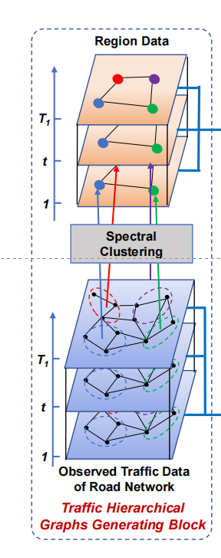 Region Data
T1
t
1
Spectral
Clustering
T1
t
1
Observed Traffic Data
of Road Network
Traffic Hierarchical
Graphs Generating Block